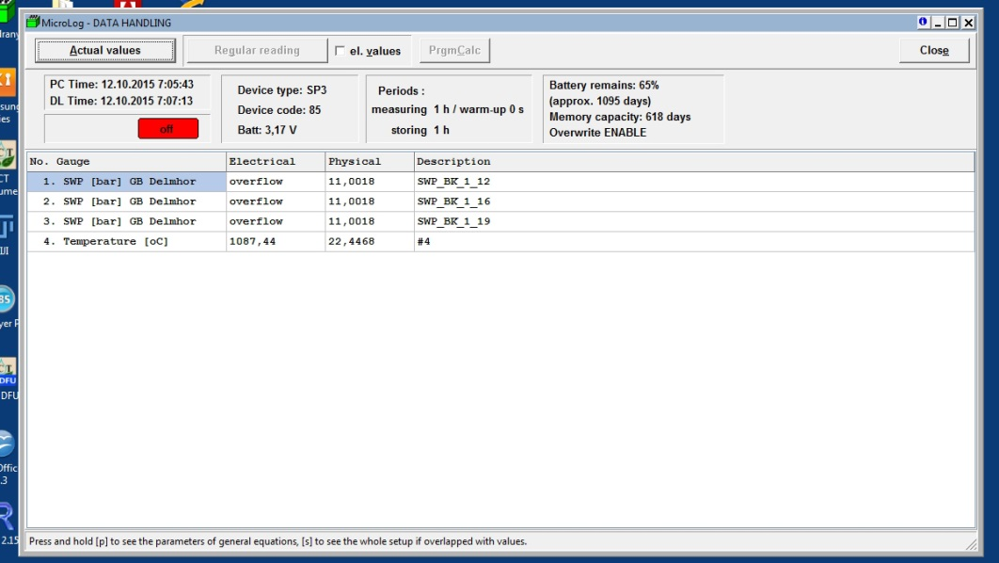 MicroLog - DATA HANDLING
Actual values
Regular reading
el. values
PrgmCalc
Close
PC Time: 12.10.2015 7:05:43
DL Time: 12.10.2015 7:07:13
off
Device type: SP3
Device code: 85
Batt: 3,17 V
Periods :
measuring 1 h / warm-up 0 s
storing 1 h
Battery remains: 65%
(approx. 1095 days)
Memory capacity: 618 days
Overwrite ENABLE
No. Gauge Electrical Physical Description
1. SWP [bar] GB Delmhor overflow 11,0018 SWP_BK_1_12
2. SWP [bar] GB Delmhor overflow 11,0018 SWP_BK_1_16
3. SWP [bar] GB Delmhor overflow 11,0018 SWP_BK_1_19
4. Temperature [oC] 1087,44 22,4468 #4
Press and hold [p] to see the parameters of general equations, [s] to see the whole setup if overlapped with values.
85
DFU
DFU
.3
2.15